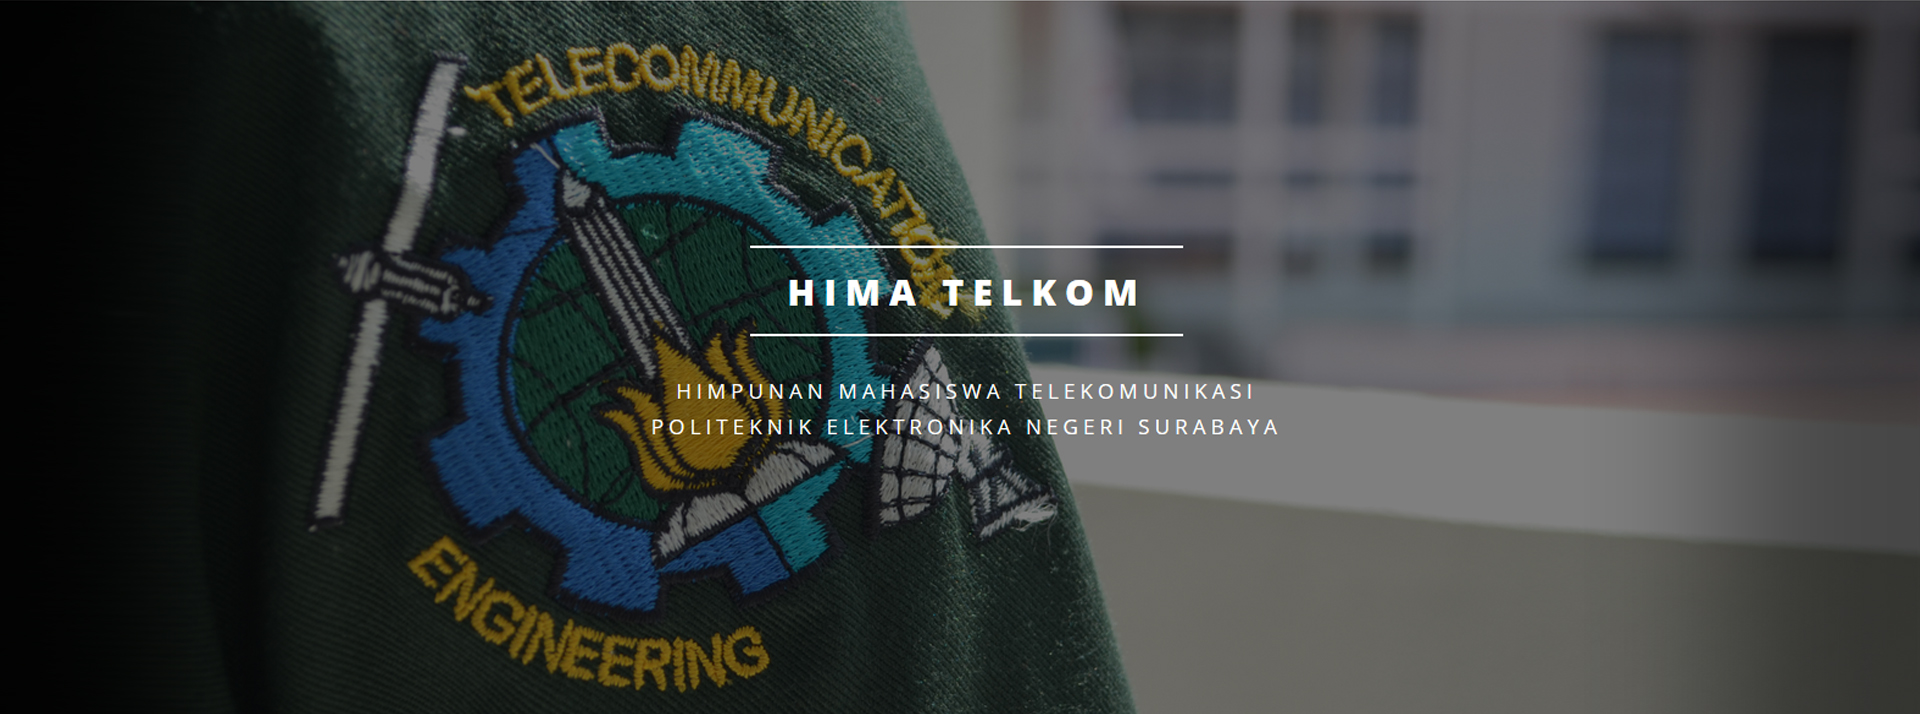 TELECOMMUNICATION
HIMA TELKOM
HIMPUNAN MAHASISWA TELEKOMUNIKASI
POLITEKNIK ELEKTRONIKA NEGERI SURABAYA
ENGINEERING